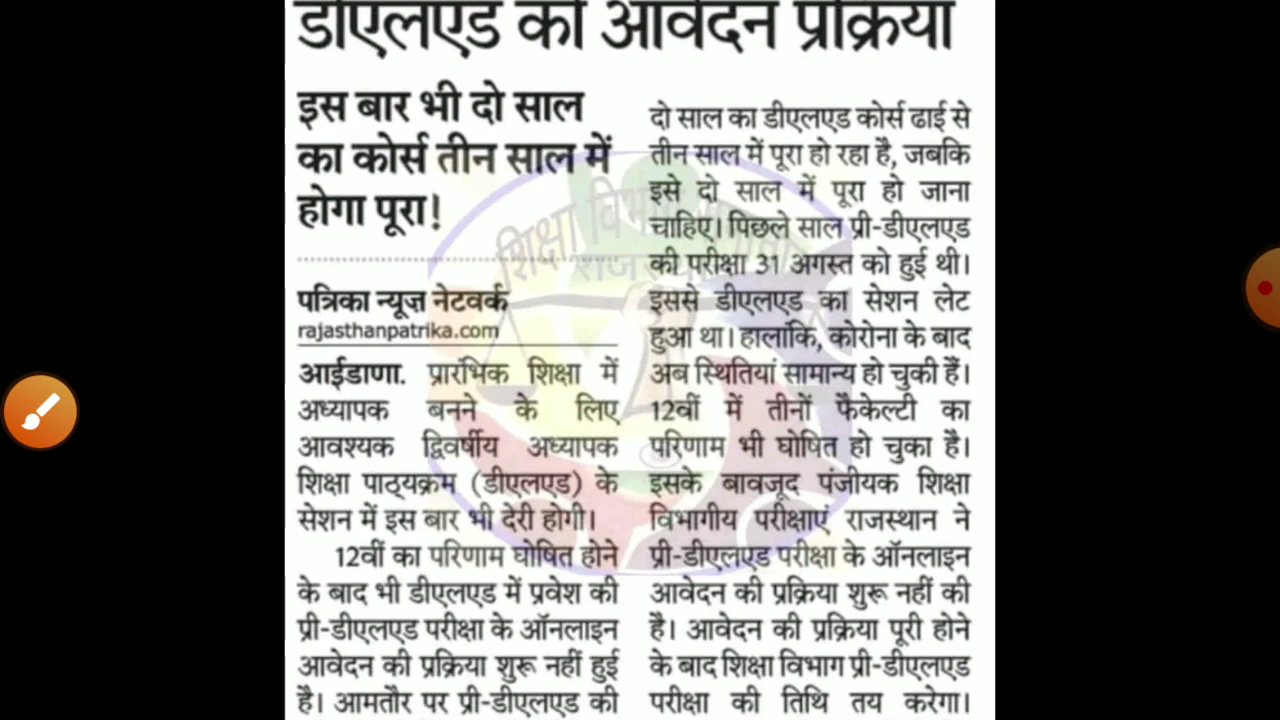 डीएलएड की आवेदन प्रक्रिया
इस बार भी दो साल
का कोर्स तीन साल में
होगा पूरा!
पत्रिका न्यूज़ नेटवर्क
rajasthanpatrika.com
आईडाणा. प्रारंभिक शिक्षा में
अध्यापक बनने के लिए
आवश्यक द्विवर्षीय अध्यापक
शिक्षा पाठ्यक्रम (डीएलएड) के
सेशन में इस बार भी देरी होगी।
12वीं का परिणाम घोषित होने
के बाद भी डीएलएड में प्रवेश की
प्री-डीएलएड परीक्षा के ऑनलाइन
आवेदन की प्रक्रिया शुरू नहीं हुई
है। आमतौर पर प्री-डीएलएड की
दो साल का डीएलएड कोर्स ढाई से
तीन साल में पूरा हो रहा है, जबकि
इसे दो साल में पूरा हो जाना
चाहिए। पिछले साल प्री-डीएलएड
की परीक्षा 31 अगस्त को हुई थी।
इससे डीएलएड का सेशन लेट
हुआ था। हालांकि, कोरोना के बाद
अब स्थितियां सामान्य हो चुकी हैं।
12वीं में तीनों फैकेल्टी का
परिणाम भी घोषित हो चुका है।
इसके बावजूद पंजीयक शिक्षा
विभागीय परीक्षाएं राजस्थान ने
प्री-डीएलएड परीक्षा के ऑनलाइन
आवेदन की प्रक्रिया शुरू नहीं की
है। आवेदन की प्रक्रिया पूरी होने
के बाद शिक्षा विभाग प्री-डीएलएड
परीक्षा की तिथि तय करेगा।
शिक्षा विभाग